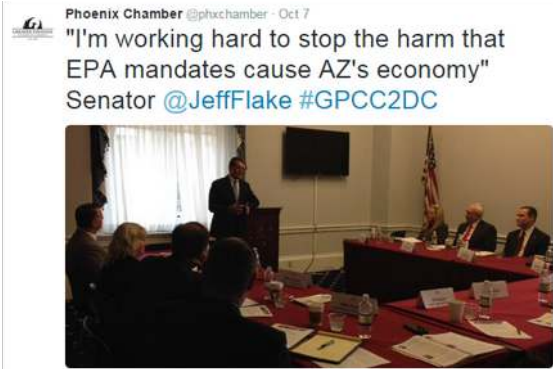 Phoenix Chamber @phxchamber · Oct 7
"I'm working hard to stop the harm that
EPA mandates cause AZ's economy"
Senator @JeffFlake #GPCC2DC